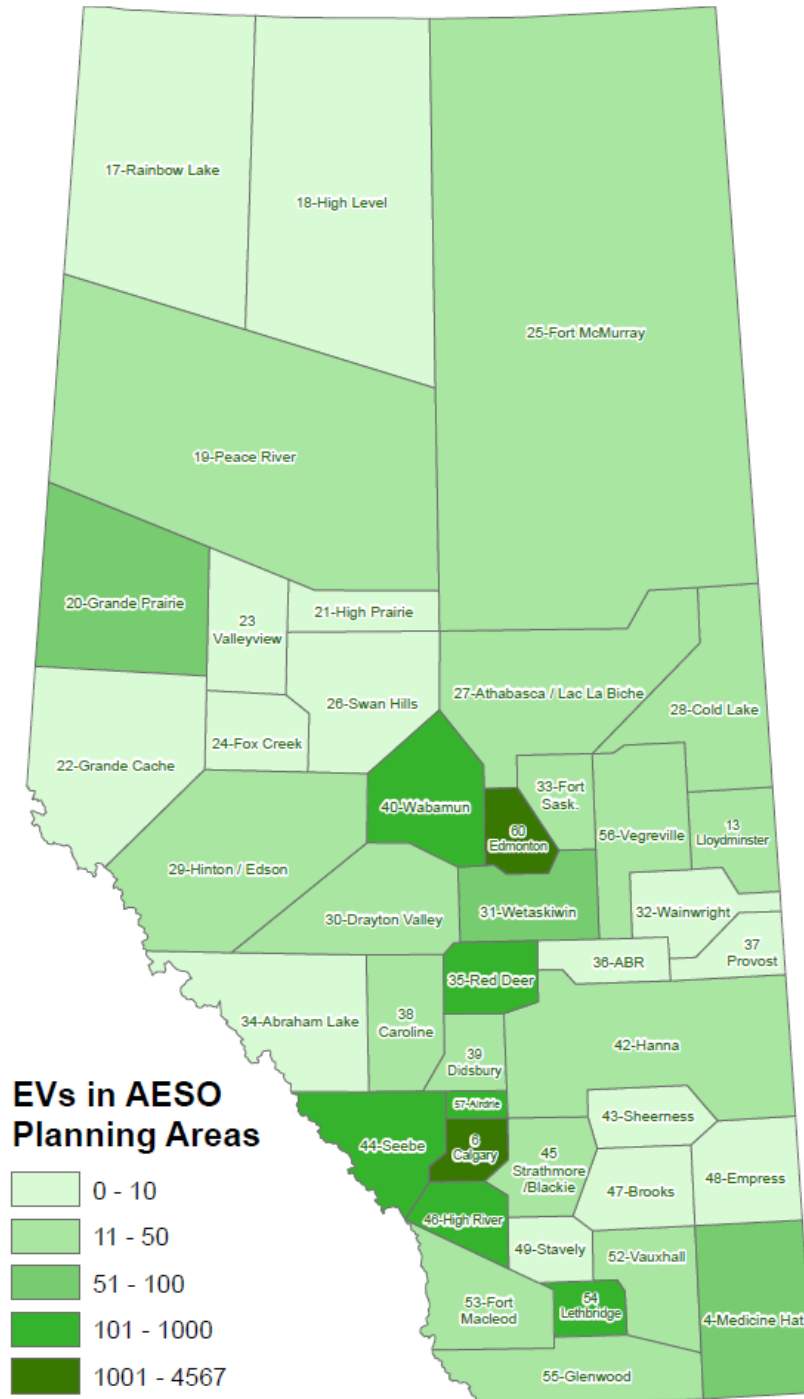 17-Rainbow Lake
18-High Level
25-Fort McMurray
19-Peace River
20-Grande Prairie
23
Valleyview
21-High Prairie
26-Swan Hills
27-Athabasca / Lac La Biche
28-Cold Lake
24-Fox Creek
22-Grande Cache
40-Wabamun
33-Fort
Sask.
60
Edmonton
56-Vegreville
13
Lloydminster
29-Hinton / Edson
30-Drayton Valley
31-Wetaskiwin
32-Wainwright
37
Provost
36-ABR
35-Red Deer
34-Abraham Lake
38
Caroline
42-Hanna
39
Didsbury
57-Airdrie
43-Sheerness
44-Seebe
6
Calgary
45
Strathmore
/Blackie
48-Empress
47-Brooks
46-High River
49-Stavely
52-Vauxhall
53-Fort
Macleod
54
Lethbridge
4-Medicine Hat
55-Glenwood
EVs in AESO
Planning Areas
0 - 10
11 - 50
51 - 100
101 - 1000
1001 - 4567